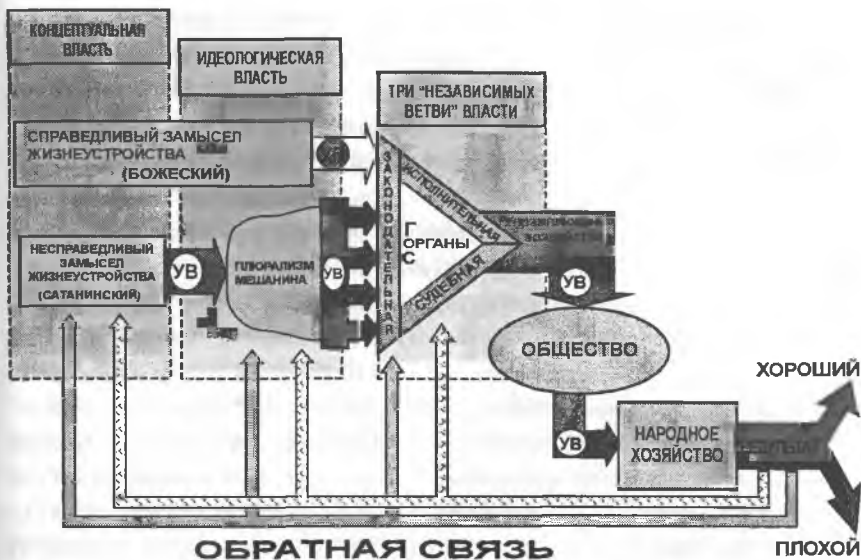 КОНЦЕПТУАЛЬНАЯ
ВЛАСТЬ
ИДЕОЛОГИЧЕСКАЯ
ВЛАСТЬ
ТРИ "НЕЗАВИСИМЫХ
ВЕТВИ" ВЛАСТИ
СПРАВЕДЛИВЫЙ ЗАМЫСЕЛ
ЖИЗНЕУСТРОЙСТВА
(БОЖЕСКИЙ)
НЕСПРАВЕДЛИВЫЙ
ЗАМЫСЕЛ
ЖИЗНЕУСТРОЙСТВА
(САТАНИНСКИЙ)
УВ
ПЛЮРАЛИЗМ
МЕШАНИНА
УВ
ЗАКОНОДАТЕЛЬНАЯ
ИСПОЛНИТЕЛЬНАЯ
Г
ОРГАНЫ
С
СУДЕБНАЯ
УВ
ОБЩЕСТВО
УВ
НАРОДНОЕ
ХОЗЯЙСТВО
РЕЗУЛЬТАТ
ХОРОШИЙ
ПЛОХОЙ
ОБРАТНАЯ СВЯЗЬ